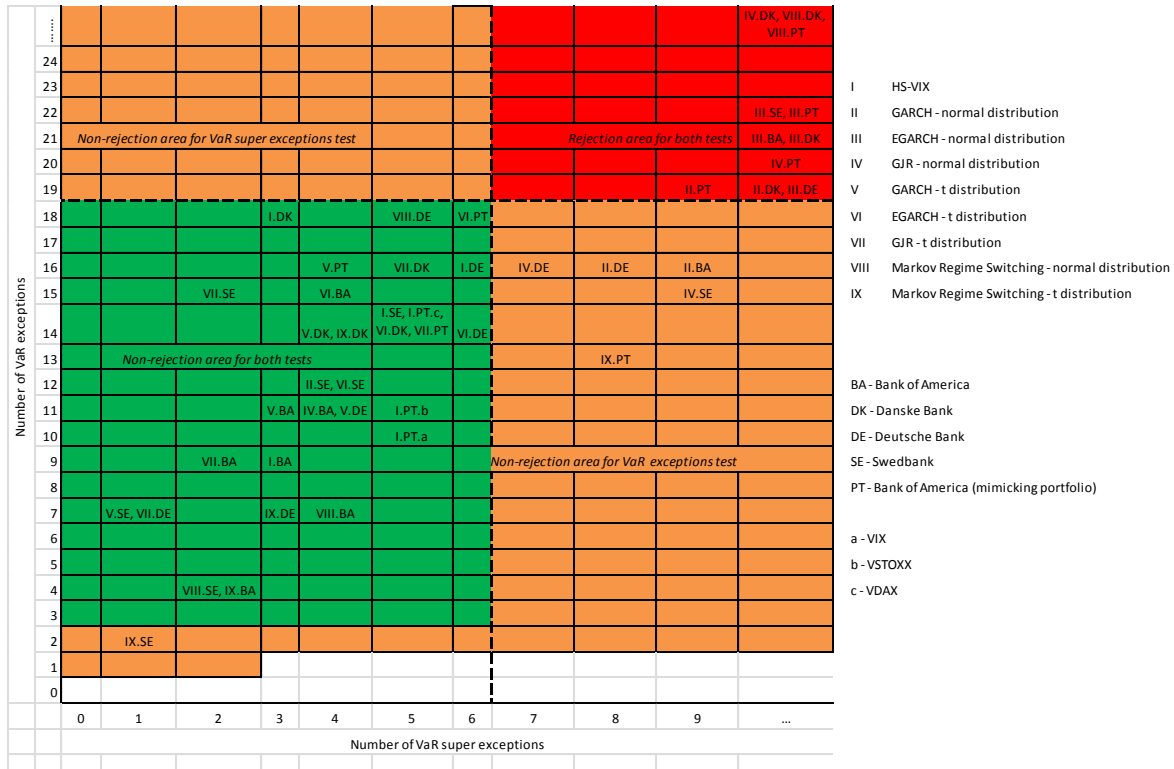 IV.DK, VIII.DK,
......
VIII.PT
24
23
I HS-VIX
22 III.SE, III.PT
II GARCH - normal distribution
21 Non-rejection area for VaR super exceptions test Rejection area for both tests III.BA, III.DK
III EGARCH - normal distribution
20 IV.PT
IV GJR - normal distribution
19 II.PT II.DK, III.DE
V GARCH - t distribution
18 I.DK VIII.DE VI.PT
VI EGARCH - t distribution
17
VII GJR - t distribution
16 V.PT VII.DK I.DE IV.DE II.DE II.BA
VIII Markov Regime Switching - normal distribution
15 VII.SE VI.BA IV.SE
IX Markov Regime Switching - t distribution
I.SE, I.PT.c,
14 V.DK, IX.DK VI.DK, VII.PT VI.DE
13 Non-rejection area for both tests IX.PT
12 II.SE, VI.SE
BA - Bank of America
11 V.BA IV.BA, V.DE I.PT.b
DK - Danske Bank
10 I.PT.a
DE - Deutsche Bank
9 VII.BA I.BA Non-rejection area for VaR exceptions test
SE - Swedbank
8
PT - Bank of America (mimicking portfolio)
7 V.SE, VII.DE IX.DE VIII.BA
6
a - VIX
5
b - VSTOXX
4 VIII.SE, IX.BA
c - VDAX
3
2 IX.SE
1
0
Number of VaR exceptions
0 1 2 3 4 5 6 7 8 9 ...
Number of VaR super exceptions